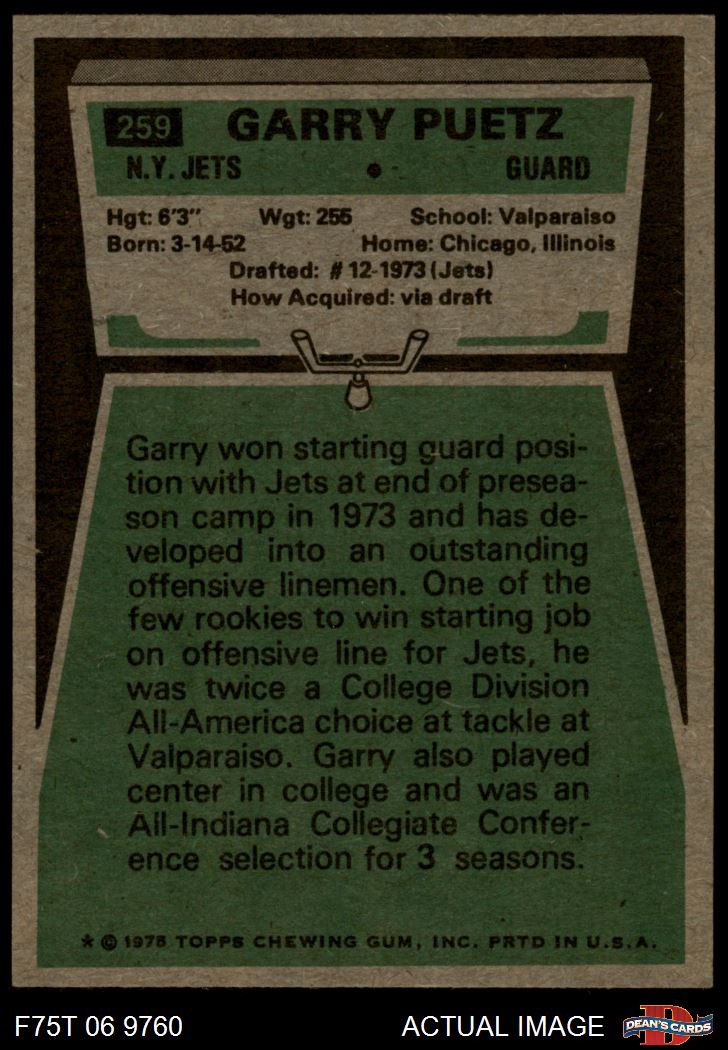 259 GARRY PUETZ
N.Y. JETS • GUARD
Hgt: 6'3" Wgt: 255 School: Valparaiso
Born: 3-14-52 Home: Chicago, Illinois
Drafted: #12-1973 (Jets)
How Acquired: via draft
Garry won starting guard posi-
tion with Jets at end of presea-
son camp in 1973 and has de-
veloped into an outstanding
offensive linemen. One of the
few rookies to win starting job
on offensive line for Jets, he
was twice a College Division
All-America choice at tackle at
Valparaiso. Garry also played
center in college and was an
All-Indiana Collegiate Confer-
ence selection for 3 seasons.
* © 1975 TOPPS CHEWING GUM, INC. PRTD IN U.S.A.
F75T 06 9760 ACTUAL IMAGE DEAN'S CARDS